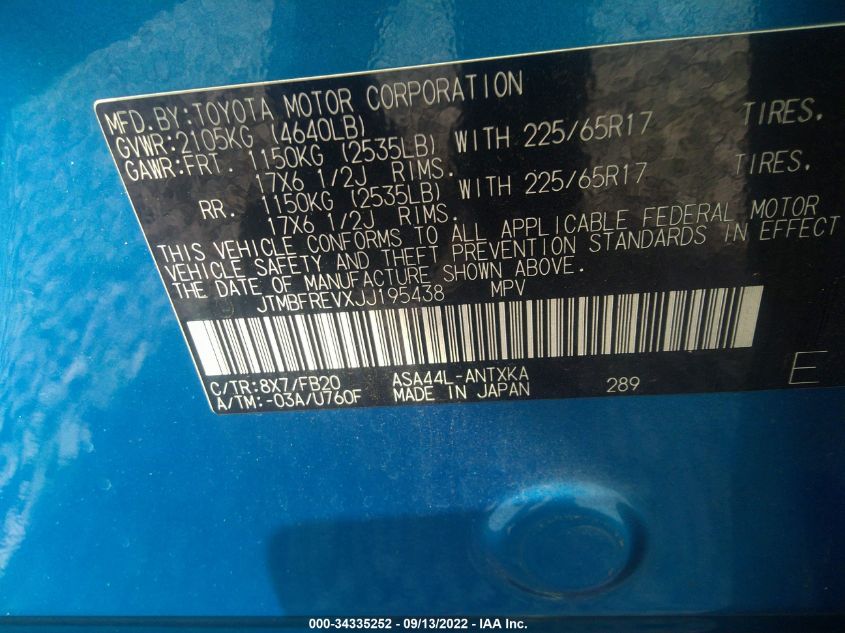 MFD.BY:TOYOTA MOTOR CORPORATION
GVWR:2105KG (4640LB)
GAWR:FRT. 1150KG (2535LB) WITH 225/65R17 TIRES.
17X6 1/2J RIMS.
RR. 1150KG (2535LB) WITH 225/65R17 TIRES.
17X6 1/2J RIMS.
THIS VEHICLE CONFORMS TO ALL APPLICABLE FEDERAL MOTOR
VEHICLE SAFETY AND THEFT PREVENTION STANDARDS IN EFFECT
THE DATE OF MANUFACTURE SHOWN ABOVE.
JTMBFREVXJJ195438 MPV
C/TR:8X7/FB20 ASA44L-ANTXKA
A/TM:-03A/U760F MADE IN JAPAN 289 E
000-34335252 - 09/13/2022 - IAA Inc.